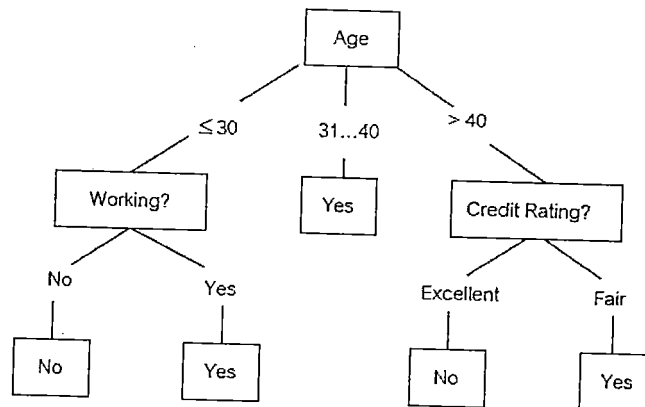 Age
≤30
31...40
> 40
Working?
Yes
Credit Rating?
No
Yes
Excellent
Fair
No
Yes
No
Yes